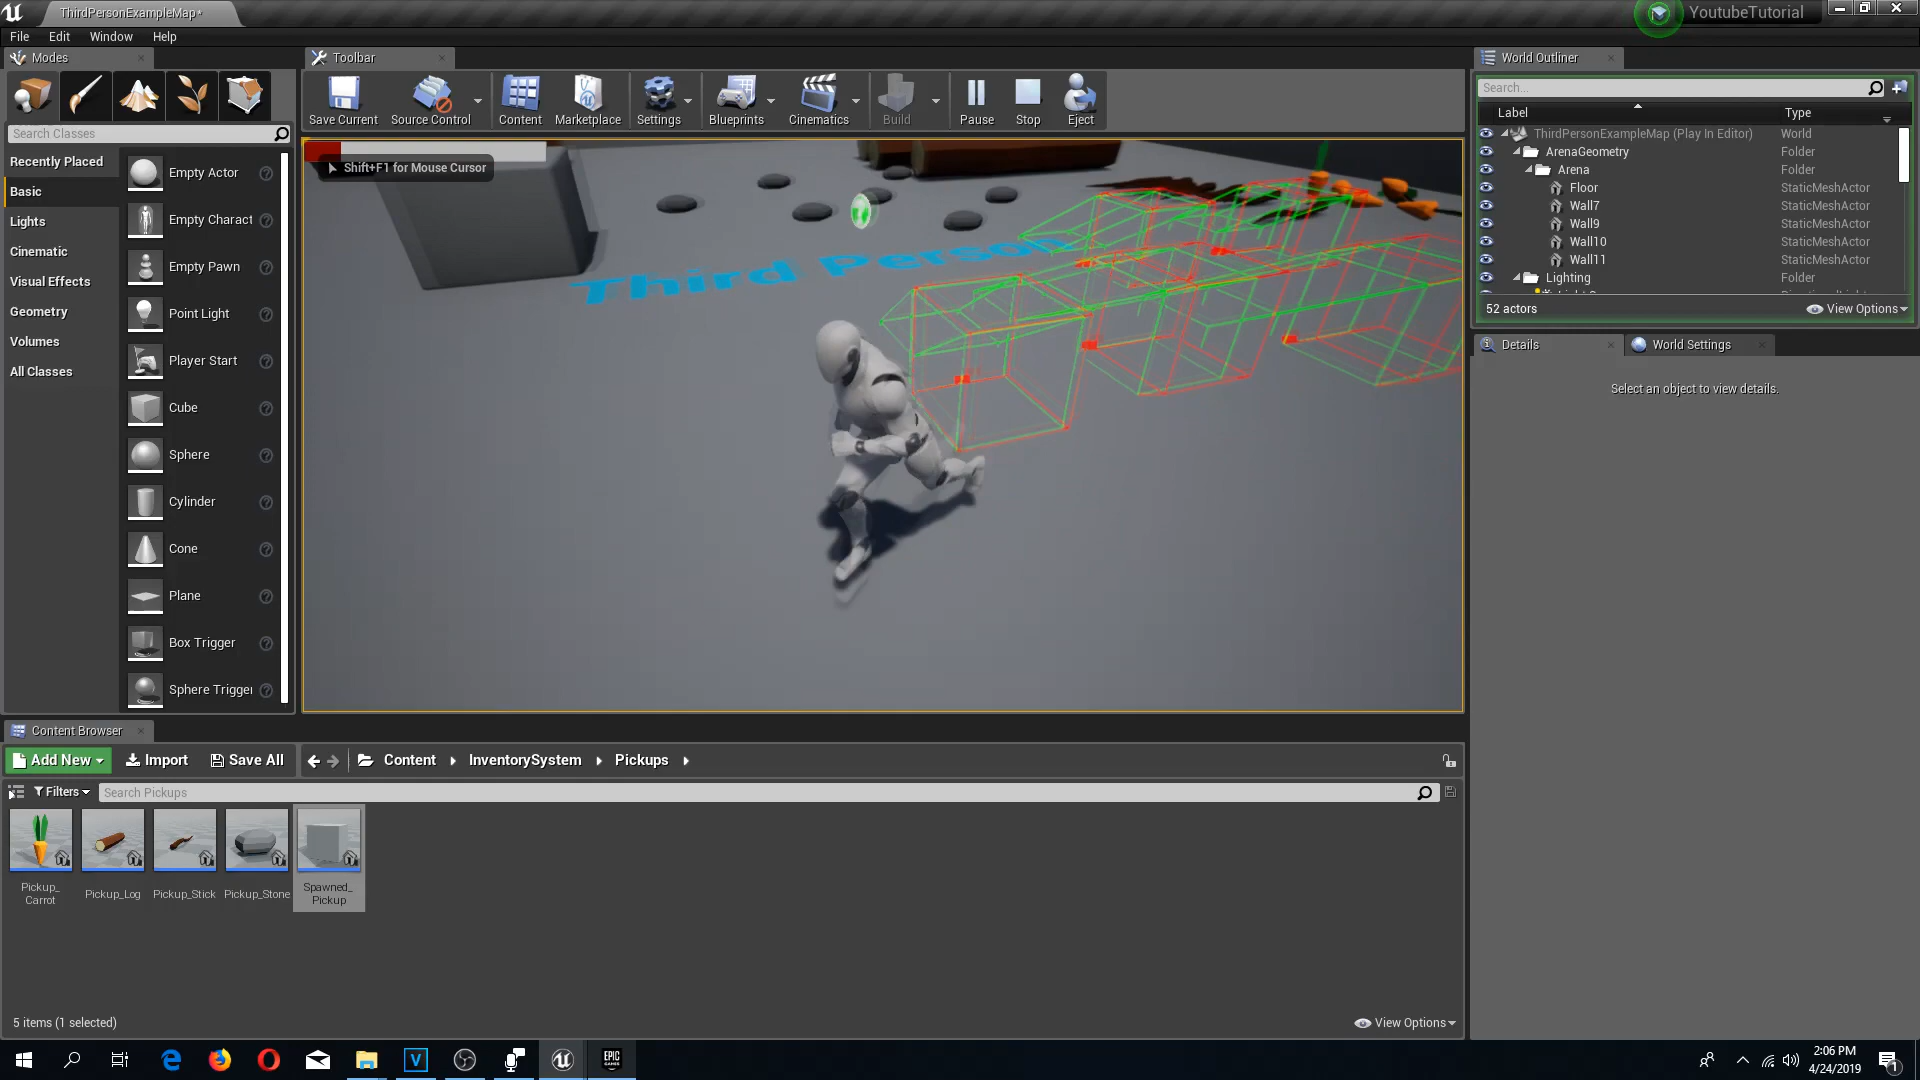 ThirdPersonExampleMap*
YoutubeTutorial
File Edit Window Help
Modes
Toolbar
World Outliner
Save Current
Source Control
Content
Marketplace
Settings
Blueprints
Cinematics
Build
Pause
Stop
Eject
Search Classes
Recently Placed
Basic
Lights
Cinematic
Visual Effects
Geometry
Volumes
All Classes
Empty Actor
Empty Charact
Empty Pawn
Point Light
Player Start
Cube
Sphere
Cylinder
Cone
Plane
Box Trigger
Sphere Trigger
Shift+F1 for Mouse Cursor
Third Person
Search...
Label Type
ThirdPersonExampleMap (Play In Editor) World
ArenaGeometry Folder
Arena Folder
Floor StaticMeshActor
Wall7 StaticMeshActor
Wall9 StaticMeshActor
Wall10 StaticMeshActor
Wall11 StaticMeshActor
Lighting Folder
52 actors
View Options
Details
World Settings
Select an object to view details.
Content Browser
Add New
Import
Save All
Content
InventorySystem
Pickups
Filters
Search Pickups
Pickup_
Carrot
Pickup_Log
Pickup_Stick
Pickup_Stone
Spawned_
Pickup
5 items (1 selected)
View Options
EPIC
GAMES
2:06 PM
4/24/2019
1